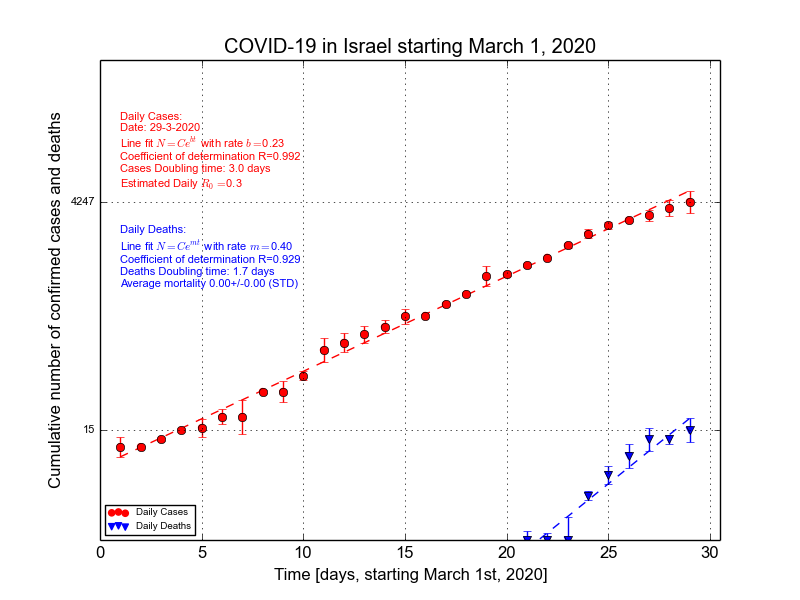 COVID-19 in Israel starting March 1, 2020
Cumulative number of confirmed cases and deaths
Daily Cases:
Date: 29-3-2020
Line fit N = Ce^{bt} with rate b =0.23
Coefficient of determination R=0.992
Cases Doubling time: 3.0 days
Estimated Daily R_0 =0.3
4247
Daily Deaths:
Line fit N = Ce^{mt} with rate m =0.40
Coefficient of determination R=0.929
Deaths Doubling time: 1.7 days
Average mortality 0.00+/-0.00 (STD)
15
Daily Cases
Daily Deaths
0 5 10 15 20 25 30
Time [days, starting March 1st, 2020]